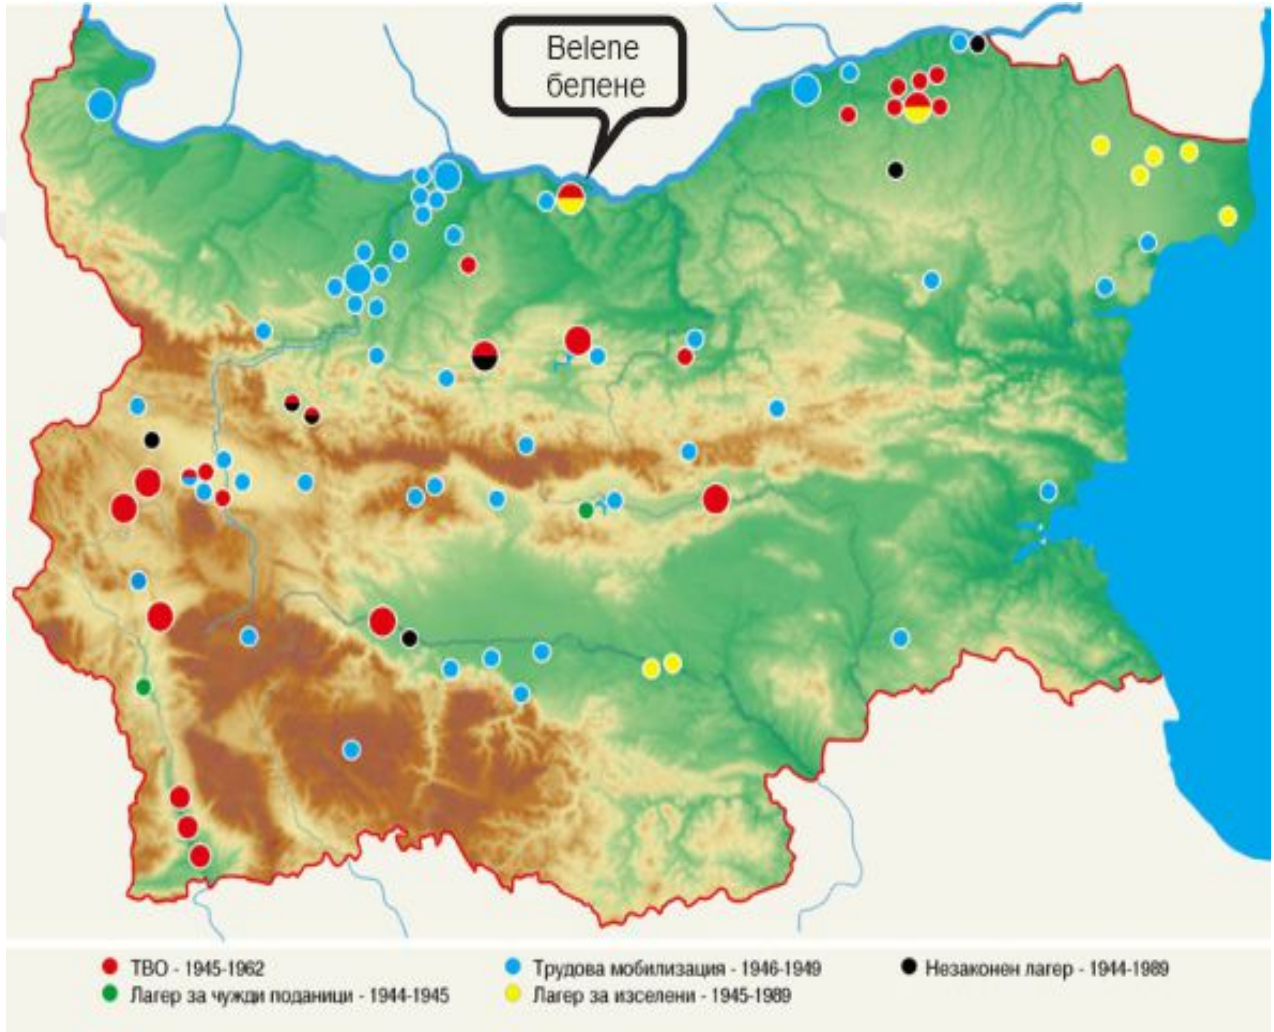 Belene
белене
ТВО - 1945-1962
Трудова мобилизация - 1946-1949
Незаконен лагер - 1944-1989
Лагер за чужди поданици - 1944-1945
Лагер за изселени - 1945-1989